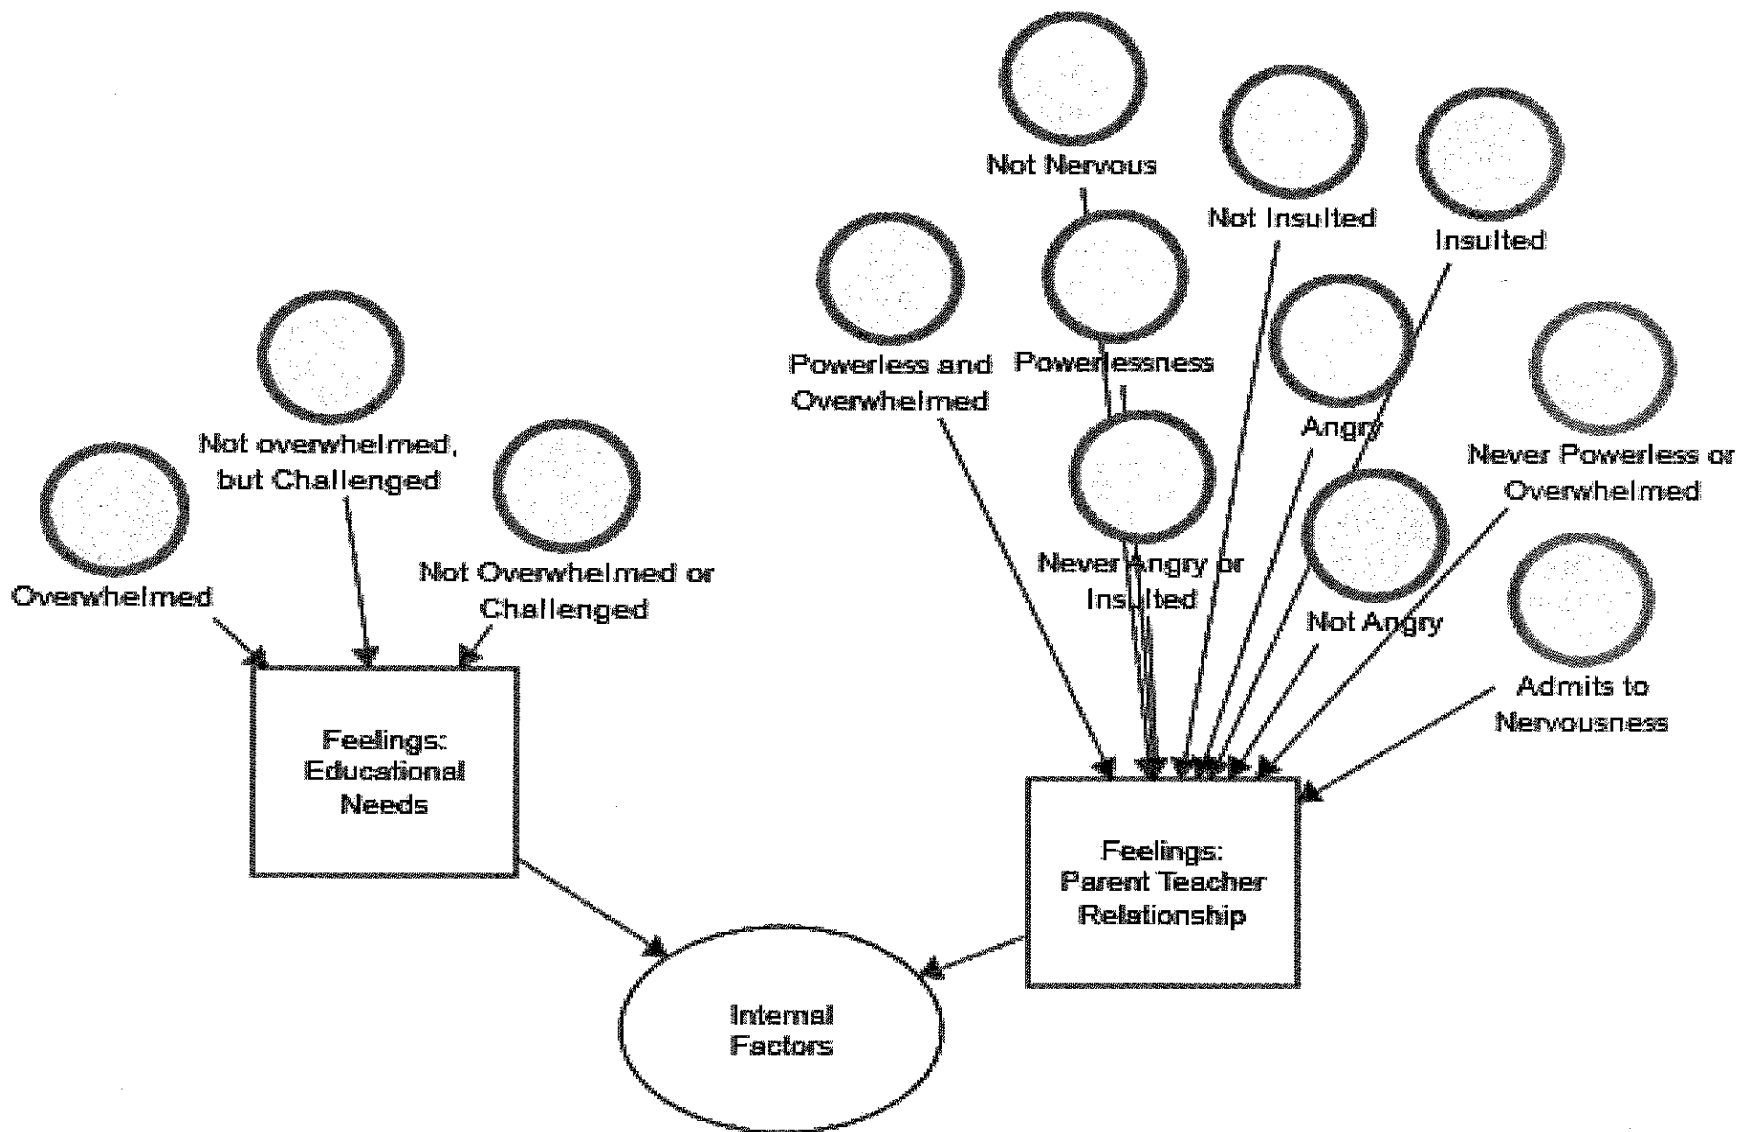 Not Nervous
Not Insulted
Insulted
Powerless and
Overwhelmed
Powerlessness
Angry
Never Powerless or
Overwhelmed
Not overwhelmed,
but Challenged
Overwhelmed
Not Overwhelmed or
Challenged
Never Angry or
Insulted
Not Angry
Admits to
Nervousness
Feelings:
Educational
Needs
Feelings:
Parent Teacher
Relationship
Internal
Factors